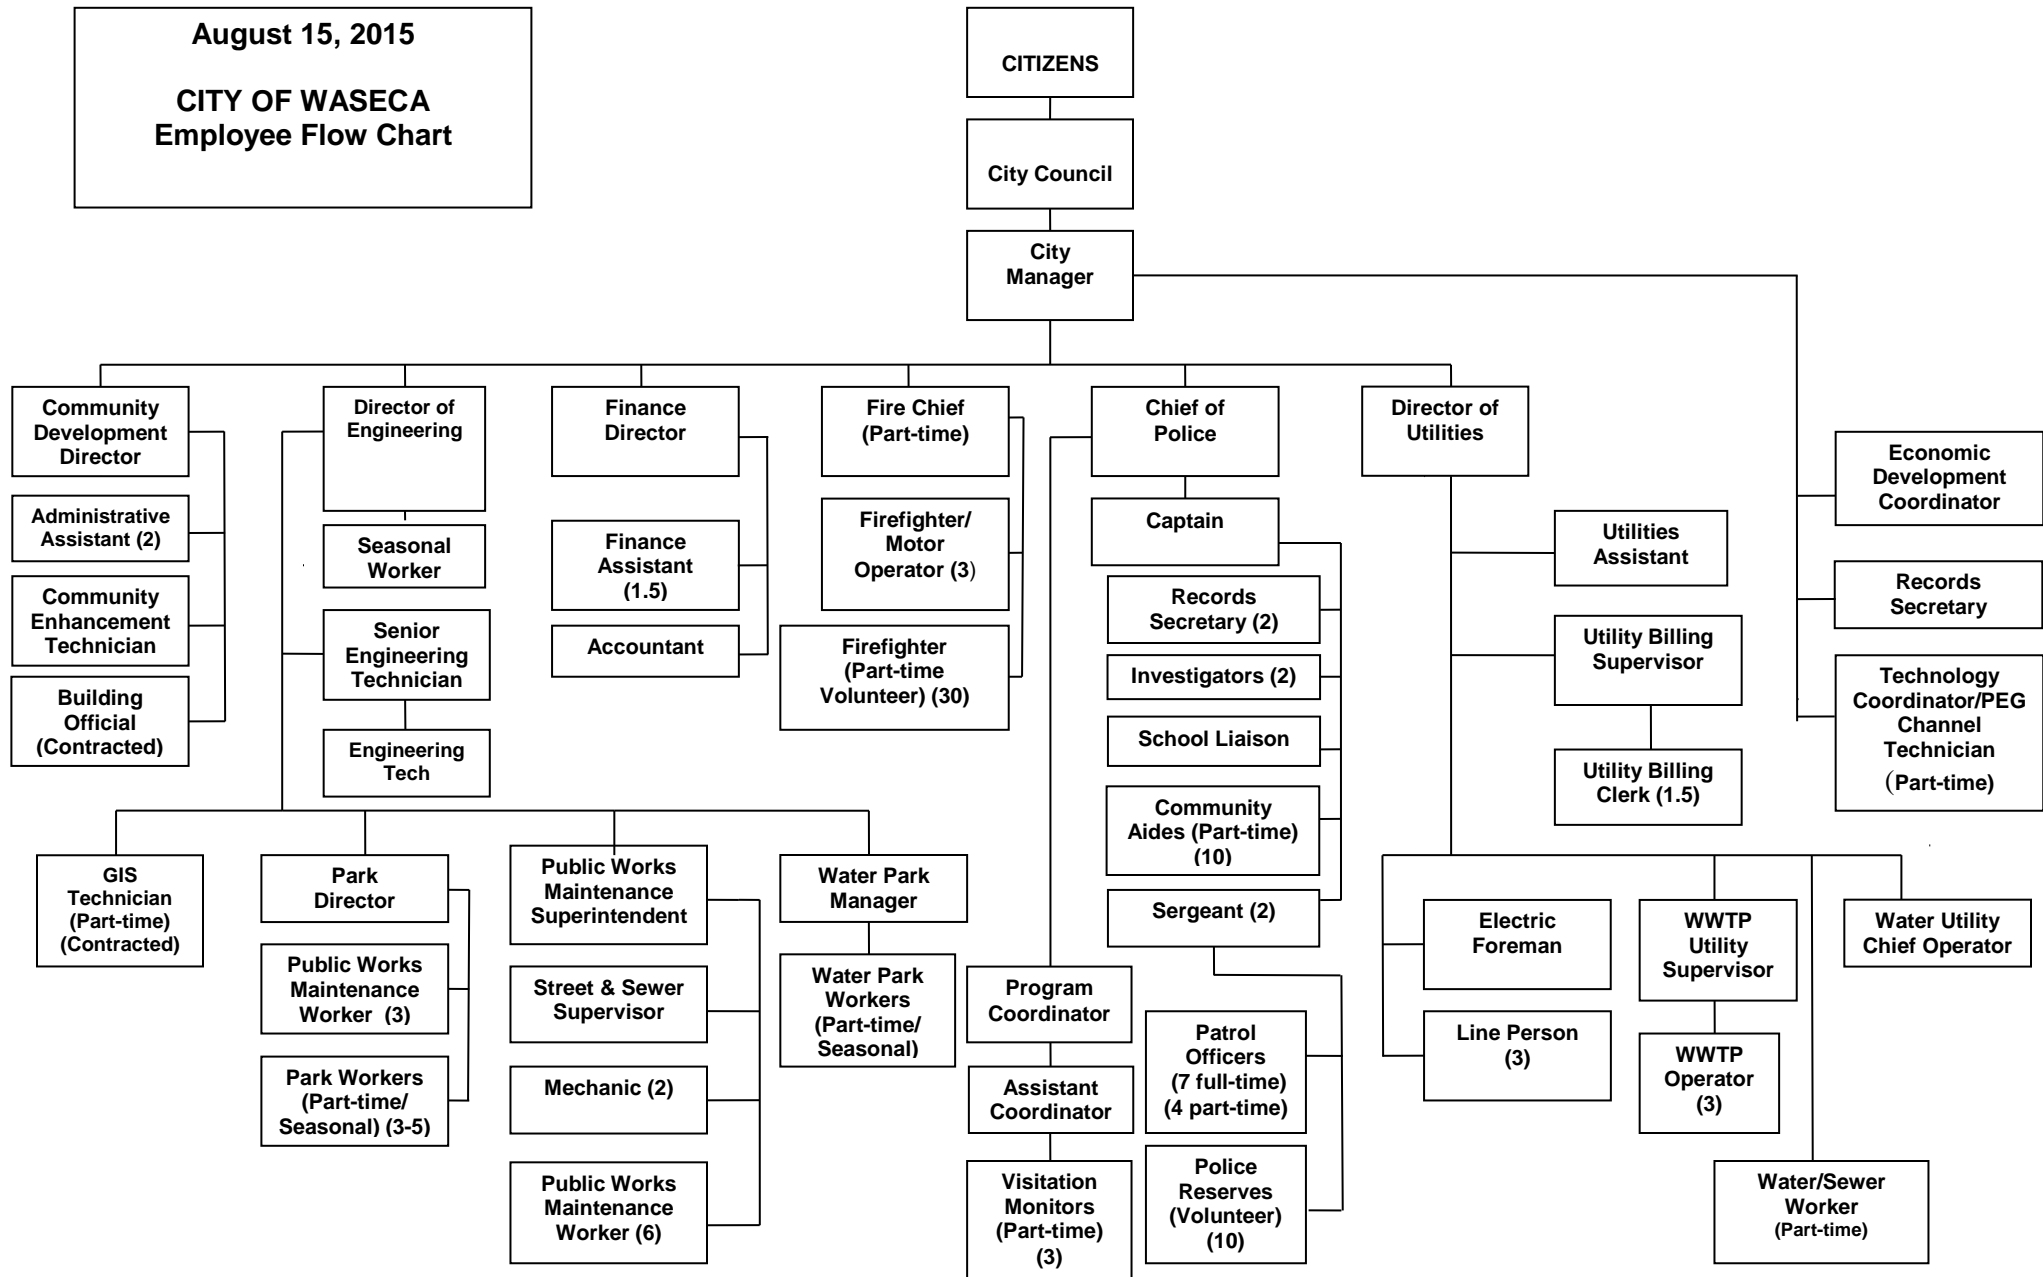 August 15, 2015
CITY OF WASECA
Employee Flow Chart
CITIZENS
City Council
City
Manager
Community
Development
Director
Administrative
Assistant (2)
Community
Enhancement
Technician
Building
Official
(Contracted)
Director of
Engineering
Seasonal
Worker
Senior
Engineering
Technician
Engineering
Tech
GIS
Technician
(Part-time)
(Contracted)
Park
Director
Public Works
Maintenance
Worker (3)
Park Workers
(Part-time/
Seasonal) (3-5)
Public Works
Maintenance
Superintendent
Street & Sewer
Supervisor
Mechanic (2)
Public Works
Maintenance
Worker (6)
Water Park
Manager
Water Park
Workers
(Part-time/
Seasonal)
Finance
Director
Finance
Assistant
(1.5)
Accountant
Fire Chief
(Part-time)
Firefighter/
Motor
Operator (3)
Firefighter
(Part-time
Volunteer) (30)
Chief of
Police
Captain
Records
Secretary (2)
Investigators (2)
School Liaison
Community
Aides (Part-time)
(10)
Sergeant (2)
Patrol
Officers
(7 full-time)
(4 part-time)
Police
Reserves
(Volunteer)
(10)
Program
Coordinator
Assistant
Coordinator
Visitation
Monitors
(Part-time)
(3)
Director of
Utilities
Utilities
Assistant
Utility Billing
Supervisor
Utility Billing
Clerk (1.5)
Electric
Foreman
Line Person
(3)
WWTP
Utility
Supervisor
WWTP
Operator
(3)
Water Utility
Chief Operator
Water/Sewer
Worker
(Part-time)
Economic
Development
Coordinator
Records
Secretary
Technology
Coordinator/PEG
Channel
Technician
(Part-time)